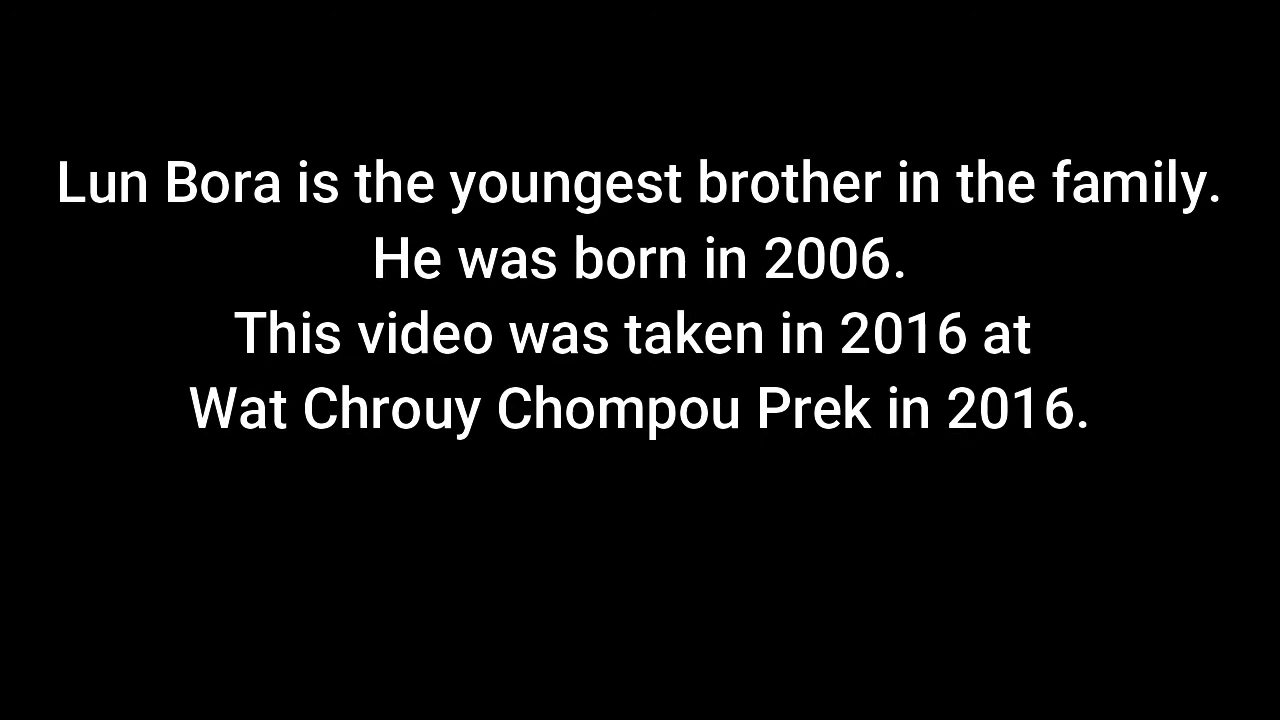 Lun Bora is the youngest brother in the family.
He was born in 2006.
This video was taken in 2016 at
Wat Chrouy Chompou Prek in 2016.